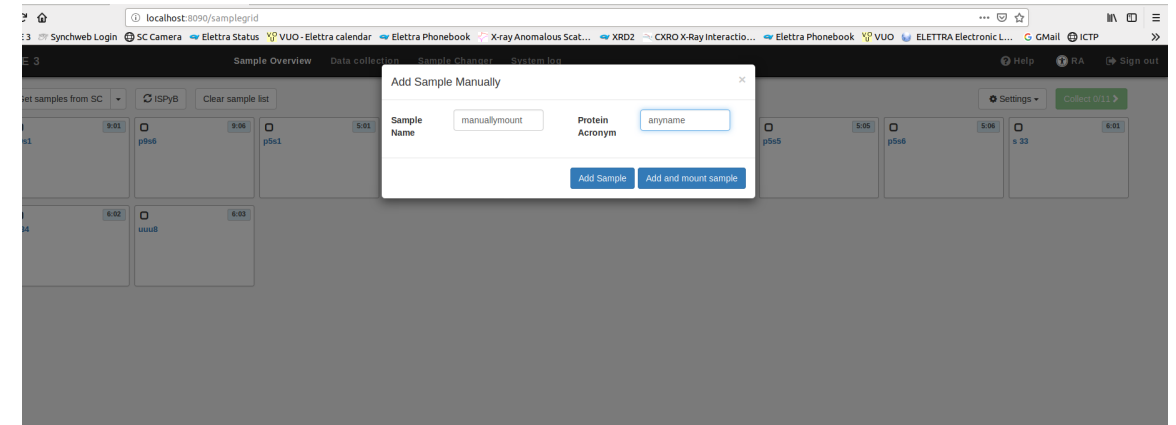 localhost:8090/samplegrid
Synchweb Login SC Camera Elettra Status VUO - Elettra calendar Elettra Phonebook X-ray Anomalous Scat... XRD2 CXRO X-Ray Interactio... Elettra Phonebook VUO ELETTRA Electronic L... GMail ICTP
E 3 Sample Overview Data collection Sample Changer System log Help RA Sign out
Add Sample Manually ×
et samples from SC ISPyB Clear sample list Settings Collect 0/11
Sample Name manuallymount Protein Acronym anyname
9:01 9:06 5:01 5:05 5:06 6:01
s1 p9s6 p5s1 p5s5 p5s6 s 33
Add Sample Add and mount sample
6:02 6:03
34 uuu8